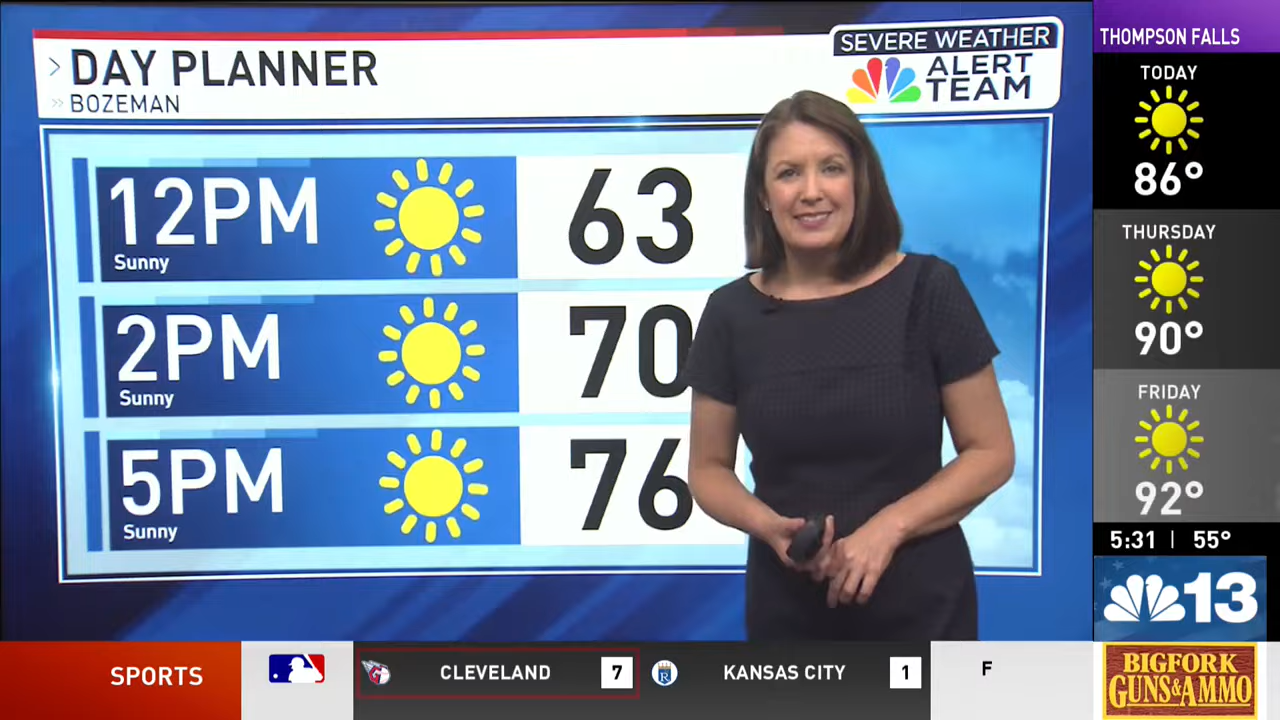 DAY PLANNER
BOZEMAN
SEVERE WEATHER
ALERT
TEAM
12PM
Sunny
63
2PM
Sunny
70
5PM
Sunny
76
THOMPSON FALLS
TODAY
86°
THURSDAY
90°
FRIDAY
92°
5:31 | 55°
13
BIGFORK
GUNS & AMMO
SPORTS
CLEVELAND 7 KANSAS CITY 1 F